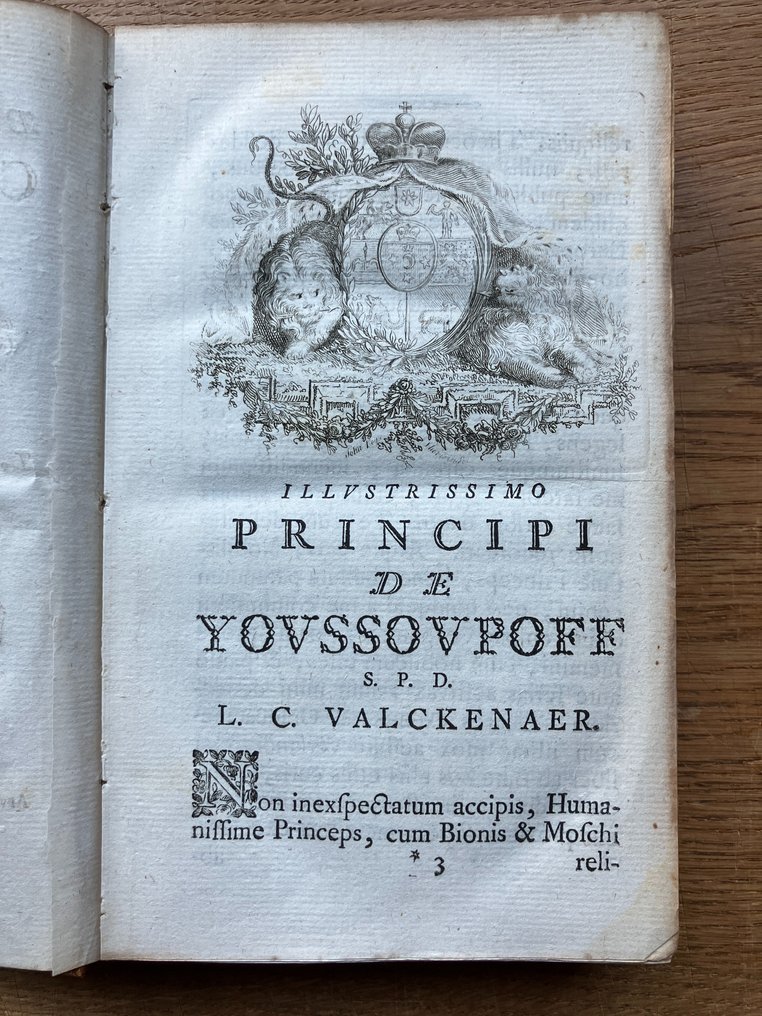 ILLVSTRISSIMO
PRINCIPI
DE
YOVSSOVPOFF
S. P. D.
L. C. VALCKENAER.
Non inexſpectatum accipis, Huma-
niſſime Princeps, cum Bionis & Moſchi
* 3 reli-